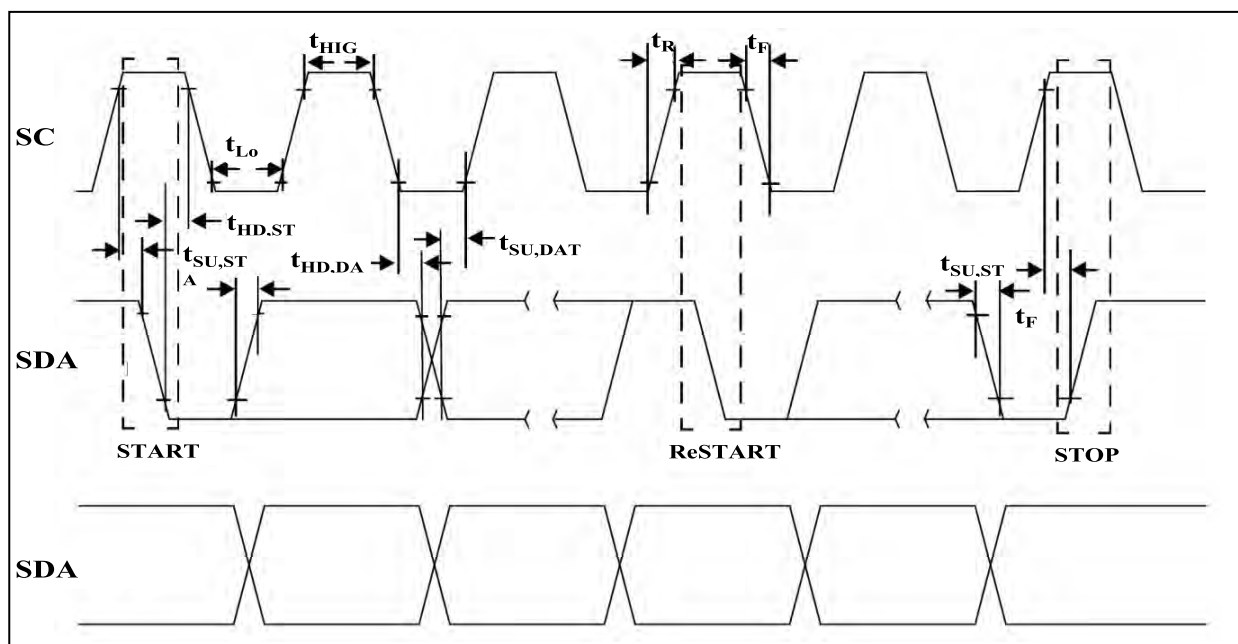 tHIG
tR
tF
SC
tLo
tHD,ST
tSU,ST
A
tHD,DA
tSU,DAT
tSU,ST
tF
SDA
START
ReSTART
STOP
SDA